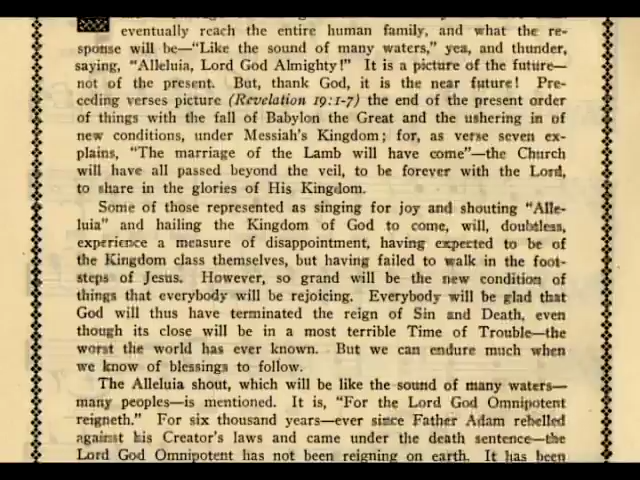 eventually reach the entire human family, and what the re-
sponse will be—"Like the sound of many waters," yea, and thunder,
saying, "Alleluia, Lord God Almighty!" It is a picture of the future—
not of the present. But, thank God, it is the near future! Pre-
ceding verses picture (Revelation 19:1-7) the end of the present order
of things with the fall of Babylon the Great and the ushering in of
new conditions, under Messiah's Kingdom; for, as verse seven ex-
plains, "The marriage of the Lamb will have come"—the Church
will have all passed beyond the veil, to be forever with the Lord,
to share in the glories of His Kingdom.
Some of those represented as singing for joy and shouting "Alle-
luia" and hailing the Kingdom of God to come, will, doubtless,
experience a measure of disappointment, having expected to be of
the Kingdom class themselves, but having failed to walk in the foot-
steps of Jesus. However, so grand will be the new condition of
things that everybody will be rejoicing. Everybody will be glad that
God will thus have terminated the reign of Sin and Death, even
though its close will be in a most terrible Time of Trouble—the
worst the world has ever known. But we can endure much when
we know of blessings to follow.
The Alleluia shout, which will be like the sound of many waters—
many peoples—is mentioned. It is, "For the Lord God Omnipotent
reigneth." For six thousand years—ever since Father Adam rebelled
against his Creator's laws and came under the death sentence—the
Lord God Omnipotent has not been reigning on earth. It has been